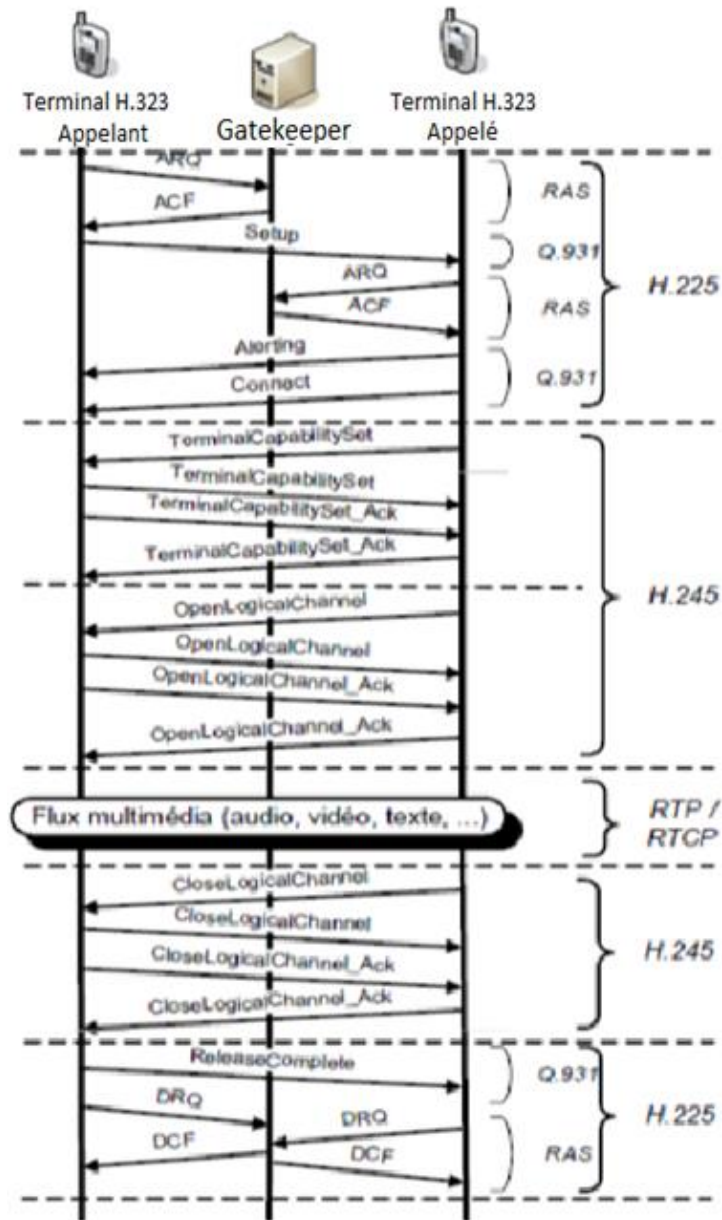 Terminal H.323
Appelant
Gatekeeper
Terminal H.323
Appelé
ARQ
ACF
RAS
Setup
Q.931
ARQ
ACF
RAS
H.225
Alerting
Connect
Q.931
TerminalCapabilitySet
TerminalCapabilitySet
TerminalCapabilitySet_Ack
TerminalCapabilitySet_Ack
H.245
OpenLogicalChannel
OpenLogicalChannel
OpenLogicalChannel_Ack
OpenLogicalChannel_Ack
Flux multimédia (audio, vidéo, texte, ...)
RTP /
RTCP
CloseLogicalChannel
CloseLogicalChannel
CloseLogicalChannel_Ack
CloseLogicalChannel_Ack
H.245
ReleaseComplete
Q.931
DRQ
DRQ
DCF
DCF
RAS
H.225